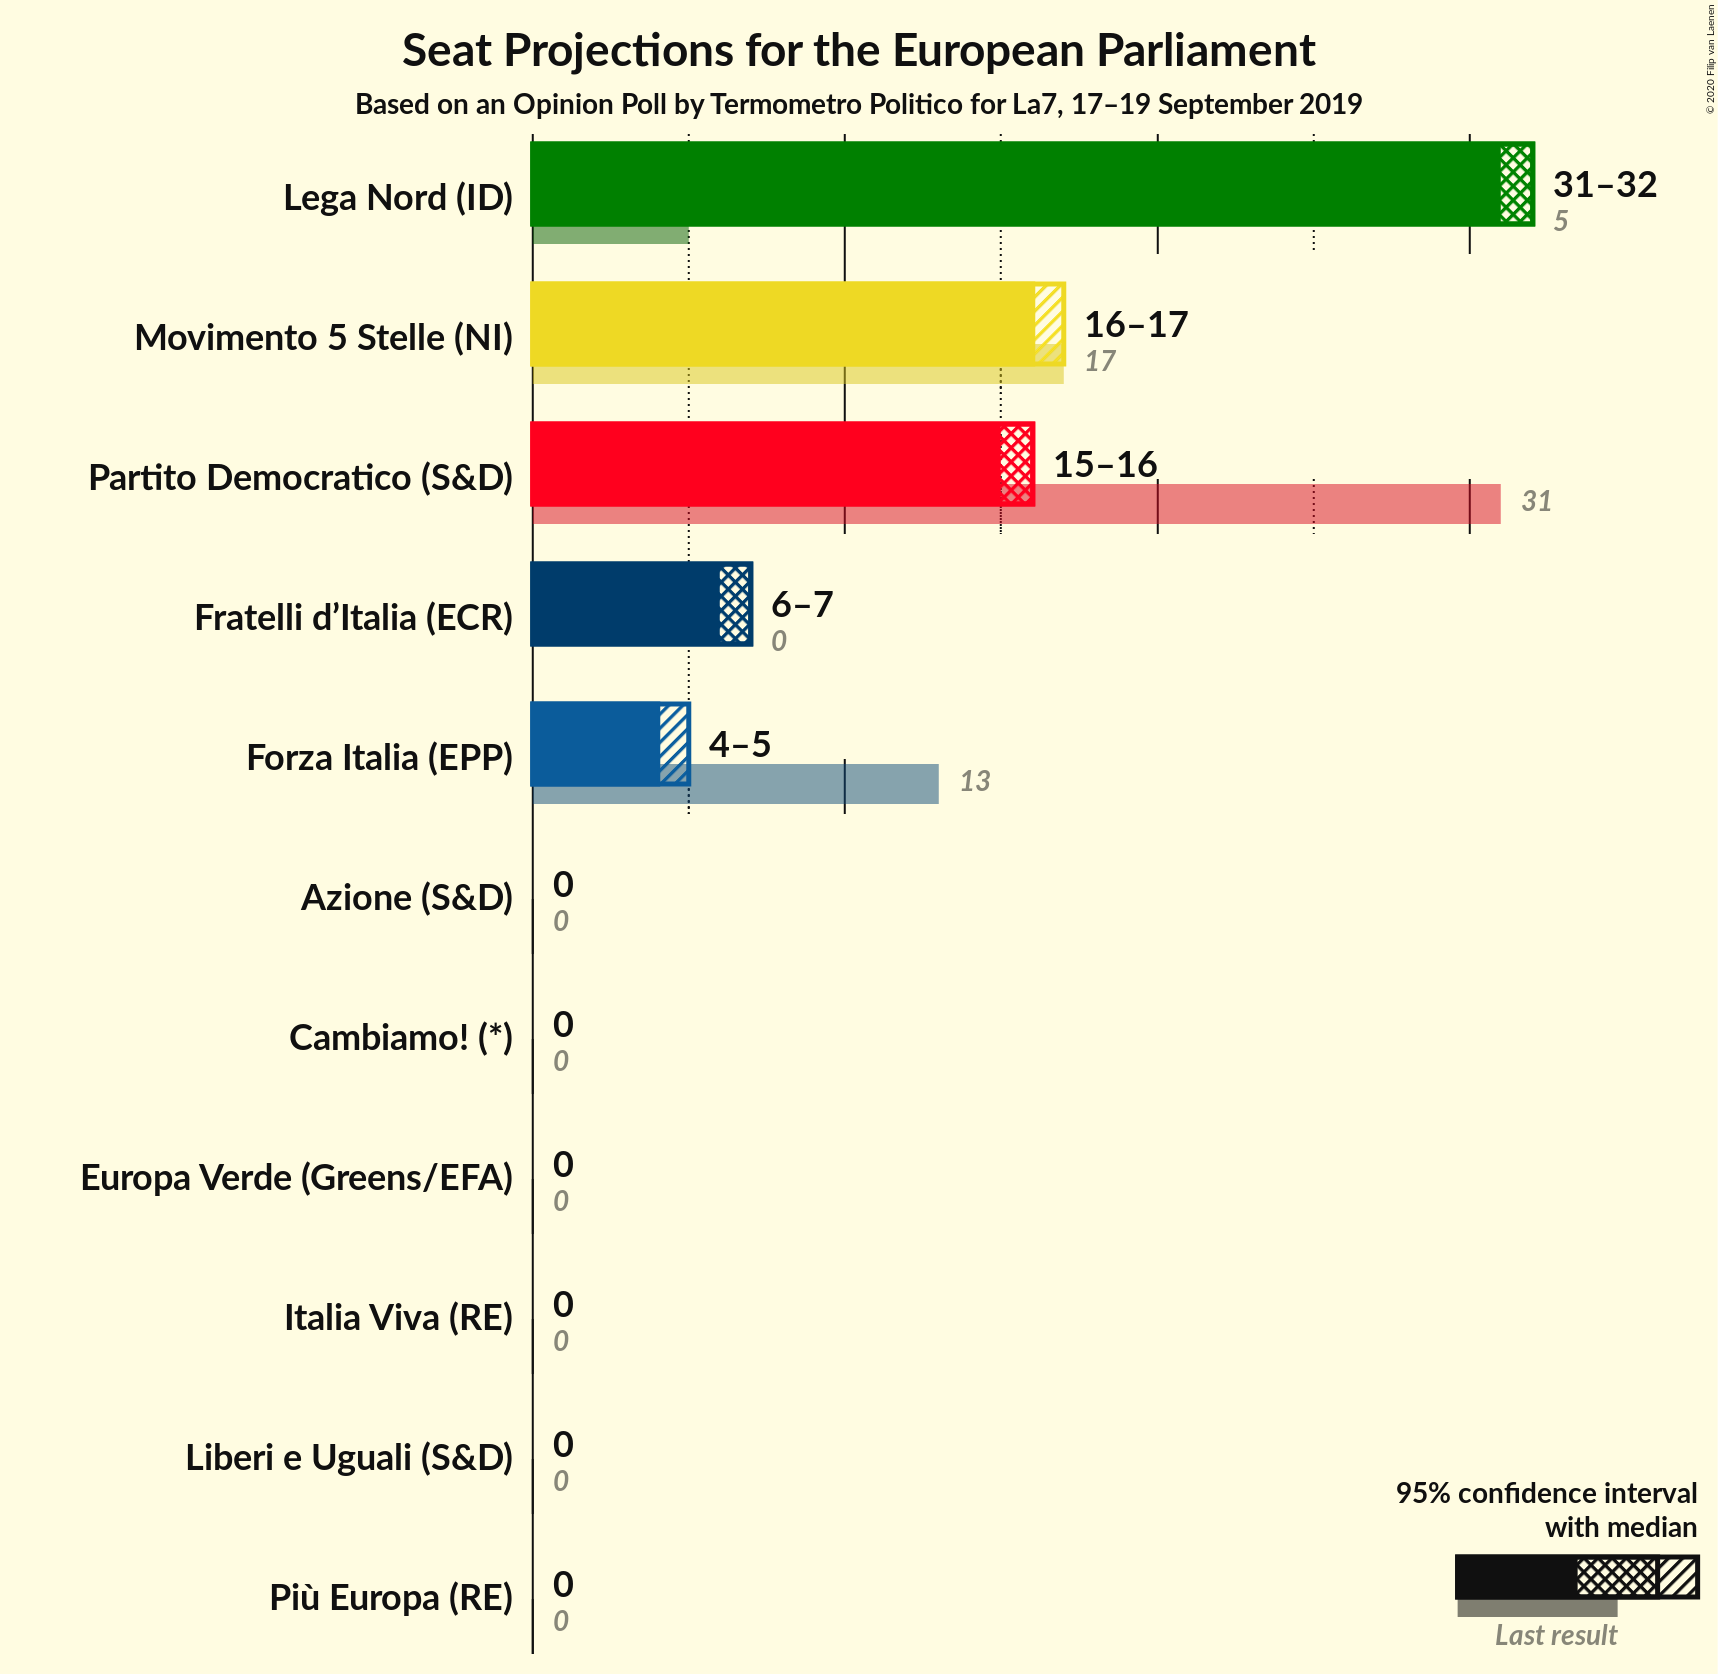 Seat Projections for the European Parliament
Based on an Opinion Poll by Termometro Politico for La7, 17–19 September 2019
© 2020 Filip van Laenen
Lega Nord (ID)
31–32
5
Movimento 5 Stelle (NI)
16–17
17
Partito Democratico (S&D)
15–16
31
Fratelli d’Italia (ECR)
6–7
0
Forza Italia (EPP)
4–5
13
Azione (S&D)
0
0
Cambiamo! (*)
0
0
Europa Verde (Greens/EFA)
0
0
Italia Viva (RE)
0
0
Liberi e Uguali (S&D)
0
0
Più Europa (RE)
0
0
95% confidence interval
with median
Last result